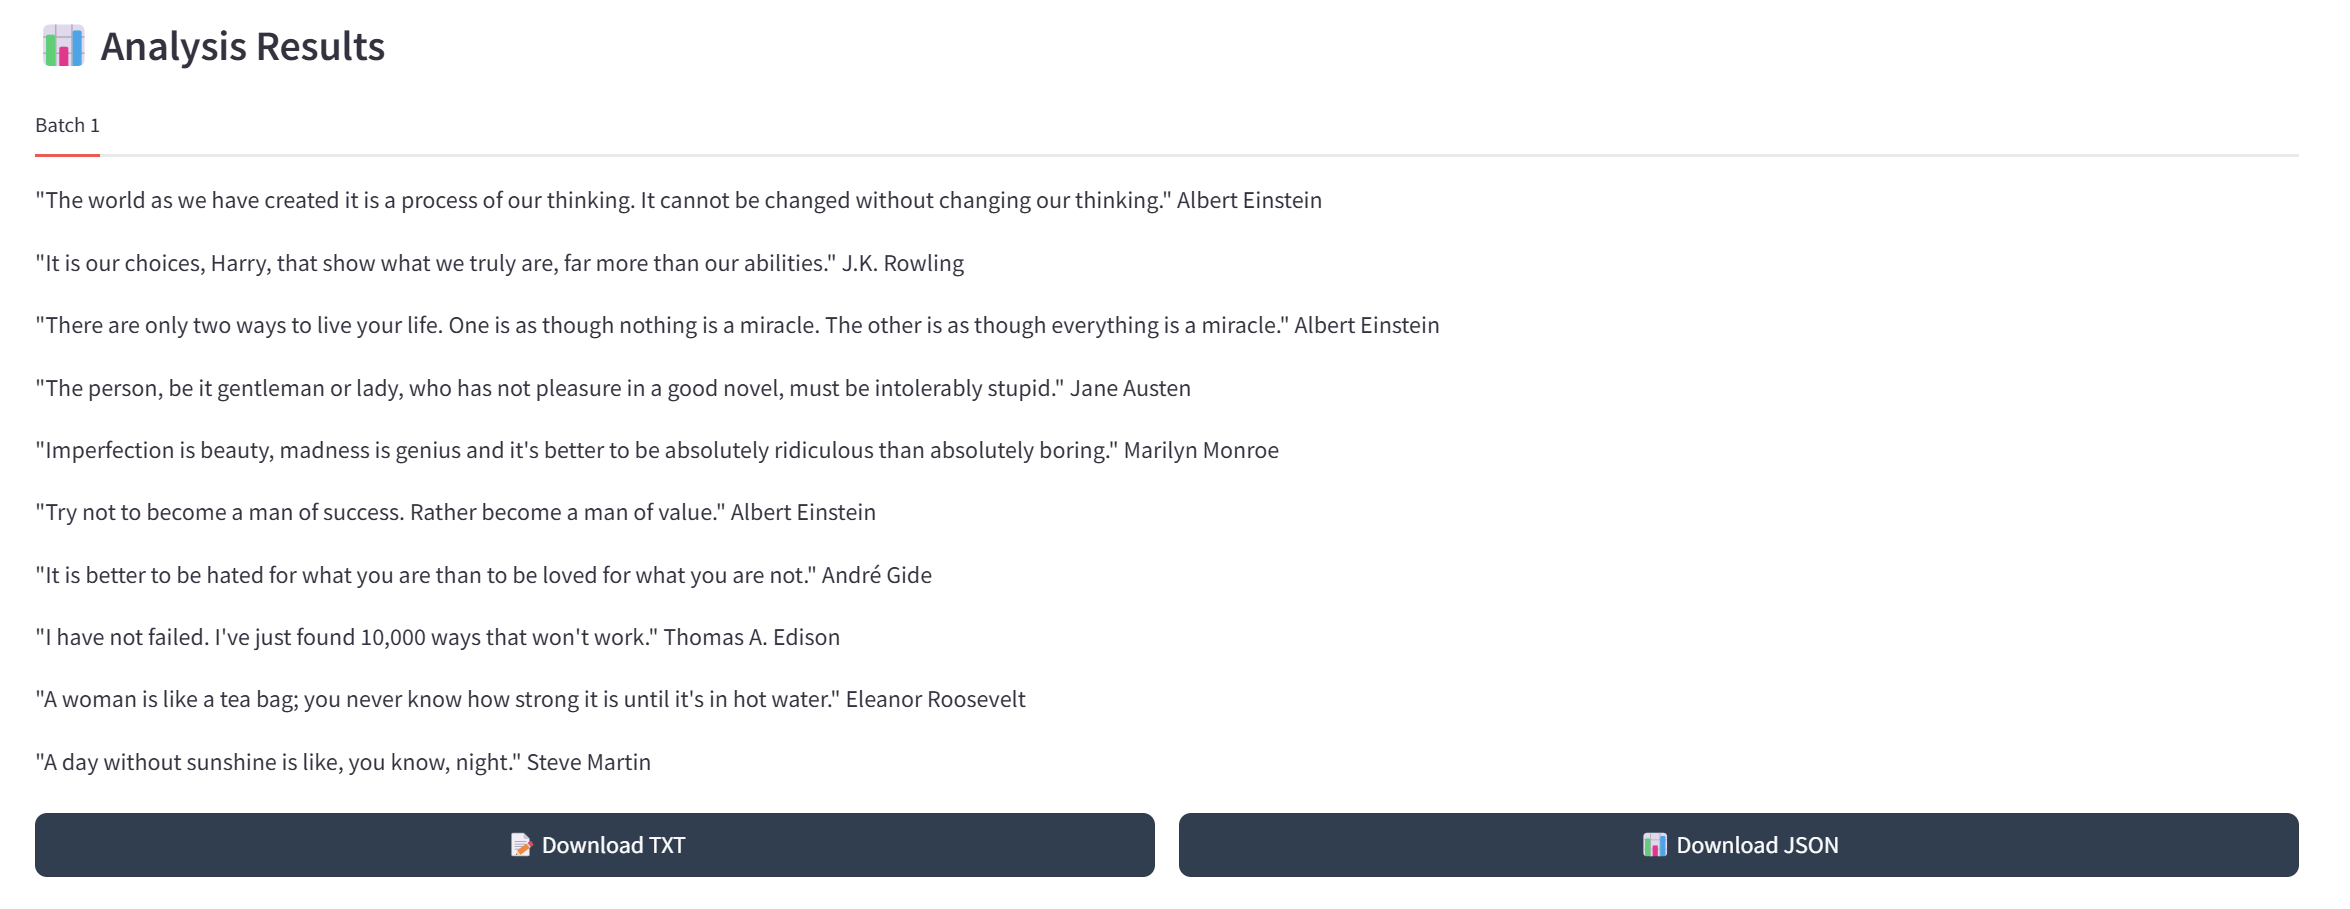 Analysis Results
Batch 1
"The world as we have created it is a process of our thinking. It cannot be changed without changing our thinking." Albert Einstein
"It is our choices, Harry, that show what we truly are, far more than our abilities." J.K. Rowling
"There are only two ways to live your life. One is as though nothing is a miracle. The other is as though everything is a miracle." Albert Einstein
"The person, be it gentleman or lady, who has not pleasure in a good novel, must be intolerably stupid." Jane Austen
"Imperfection is beauty, madness is genius and it's better to be absolutely ridiculous than absolutely boring." Marilyn Monroe
"Try not to become a man of success. Rather become a man of value." Albert Einstein
"It is better to be hated for what you are than to be loved for what you are not." André Gide
"I have not failed. I've just found 10,000 ways that won't work." Thomas A. Edison
"A woman is like a tea bag; you never know how strong it is until it's in hot water." Eleanor Roosevelt
"A day without sunshine is like, you know, night." Steve Martin
Download TXT
Download JSON